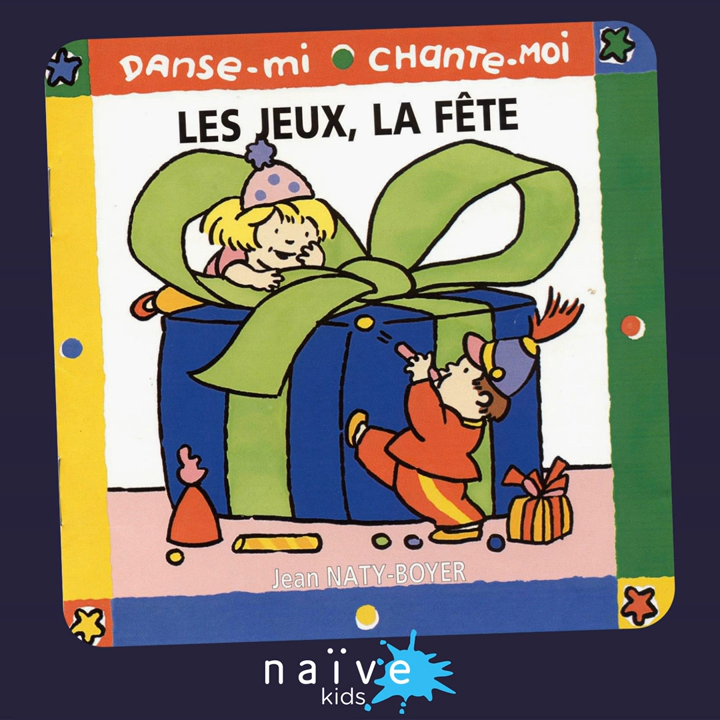 Danse-mi chante-moi
LES JEUX, LA FÊTE
Jean NATY-BOYER
naïve
kids